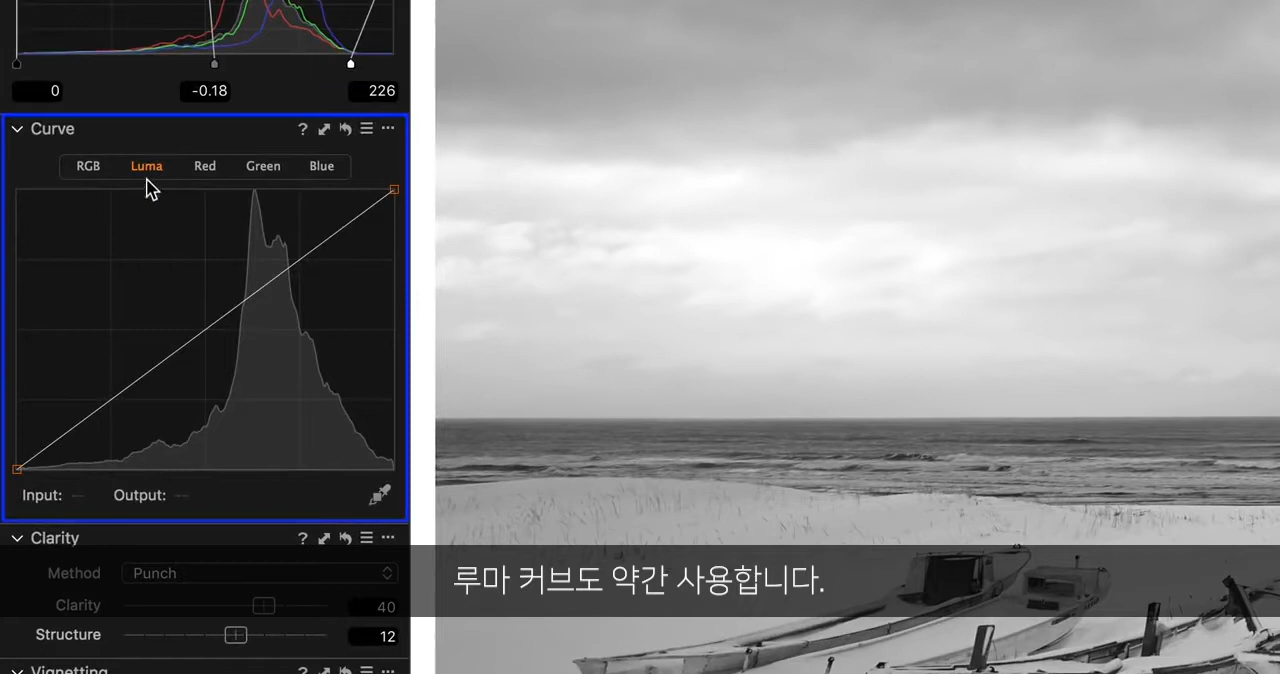 0 -0.18 226
Curve ?
RGB Luma Red Green Blue
Input: -- Output: --
Clarity ?
Method Punch
루마 커브도 약간 사용합니다.
Clarity 40
Structure 12
Vignetting ?